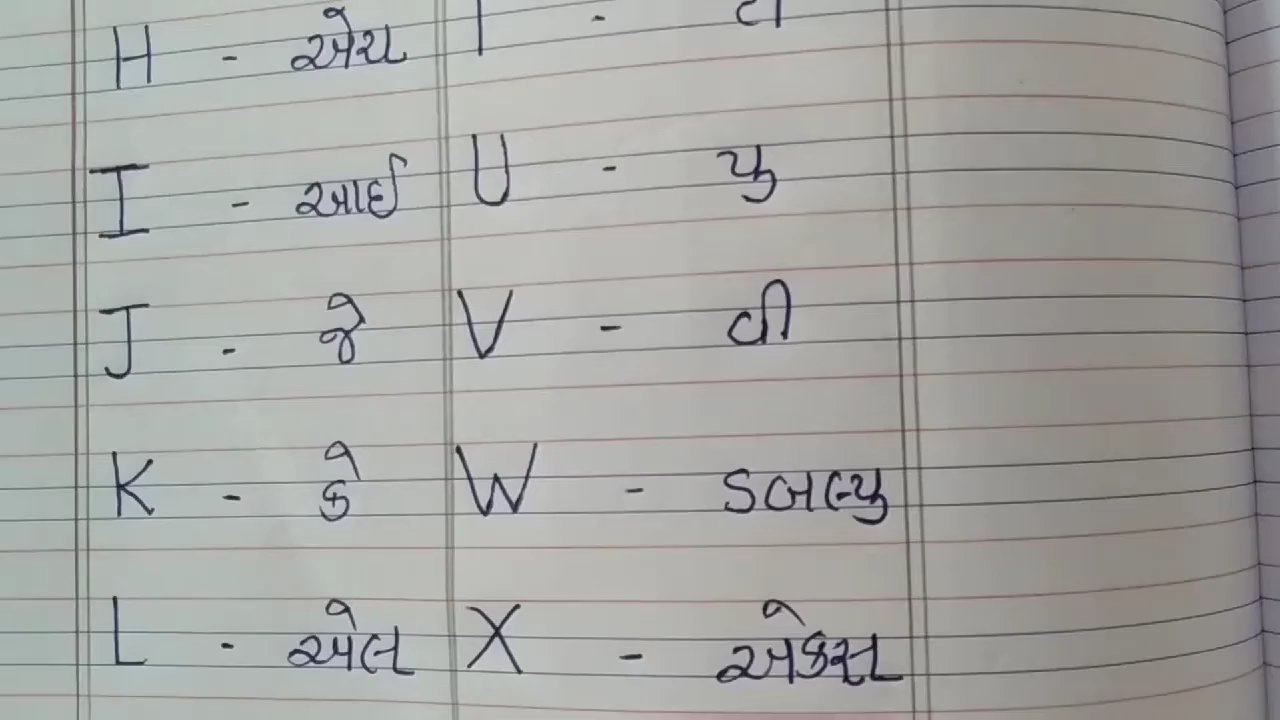 H - એચ T - ટી
I - આઈ U - યુ
J - જે V - વી
K - કે W - ડબલ્યુ
L - એલ X - એક્સ